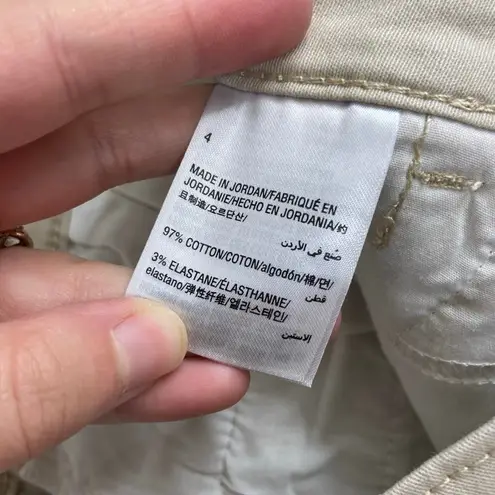 4
MADE IN JORDAN/FABRIQUÉ EN
JORDANIE/HECHO EN JORDANIA/约
旦制造/요르단산/
صُنع في الأردن
97% COTTON/COTON/algodón/棉/면/
قطن
3% ELASTANE/ÉLASTHANNE/
elastano/弹性纤维/엘라스테인/
الاستين